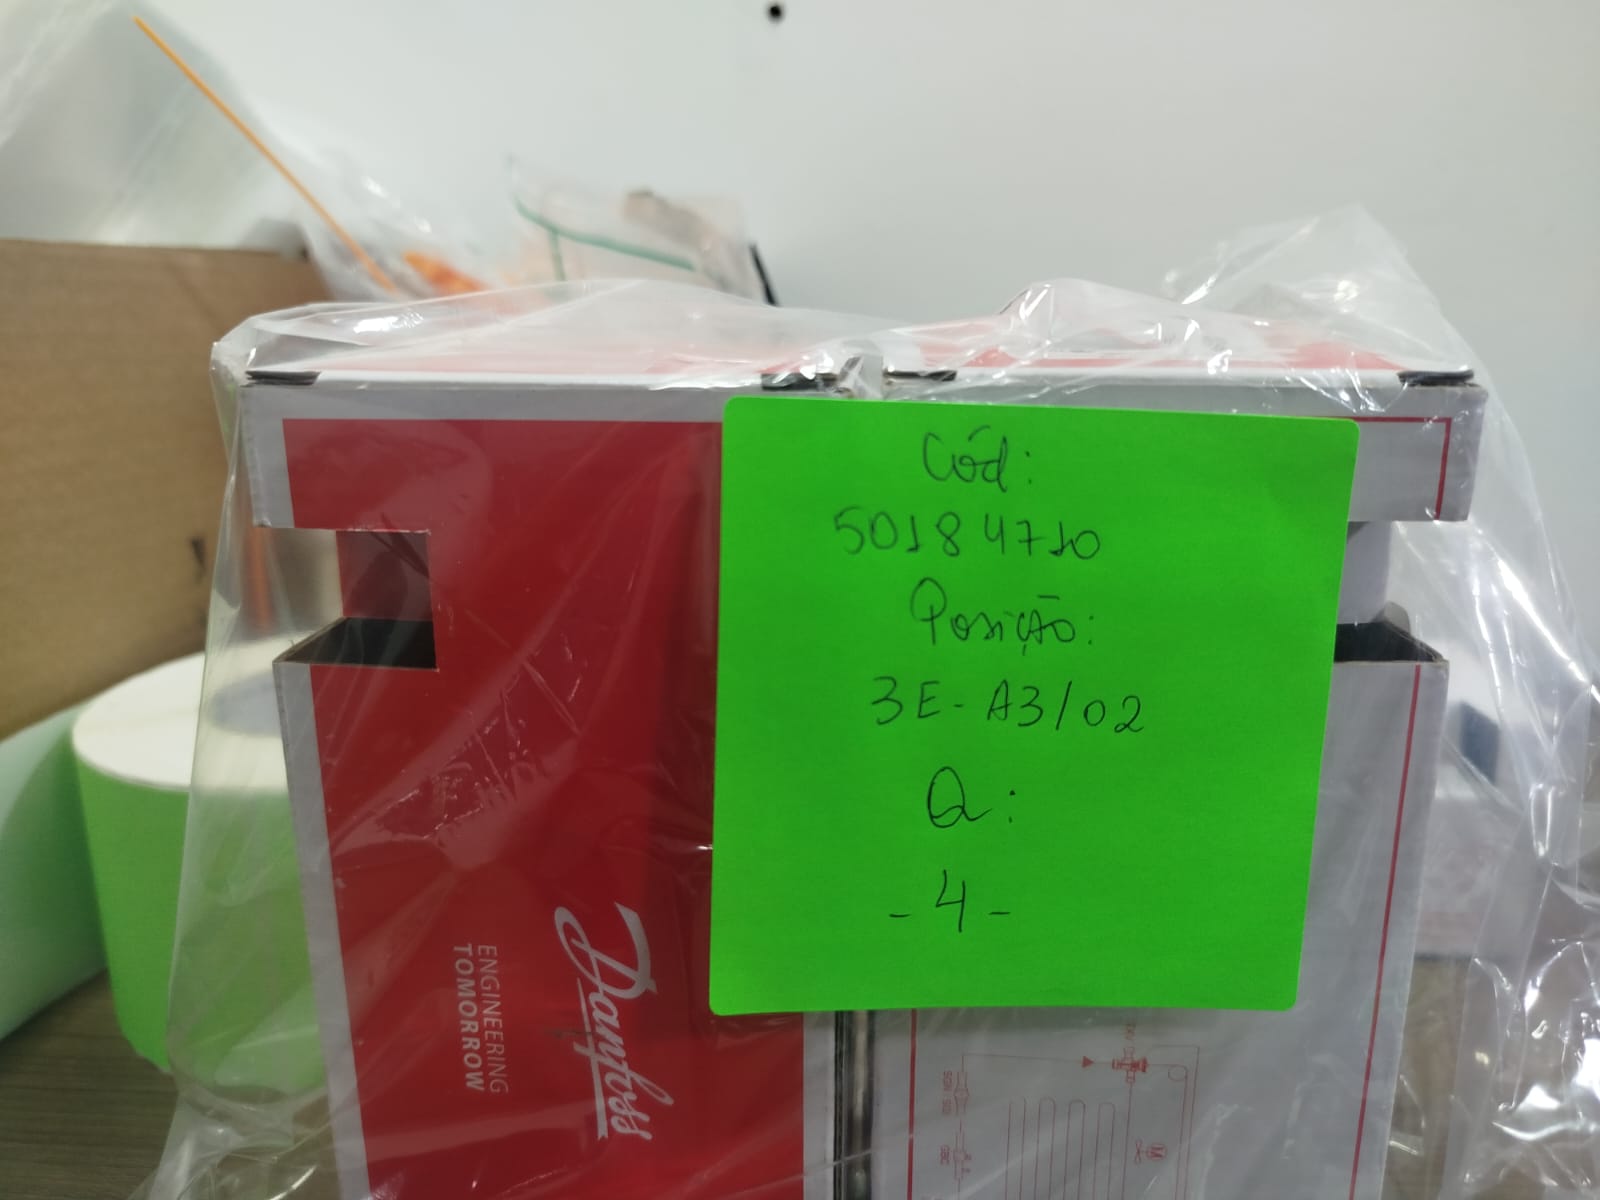 Cód:
50184710
Posição:
3E-A3/02
Q:
-4-
Danfoss
ENGINEERING
TOMORROW